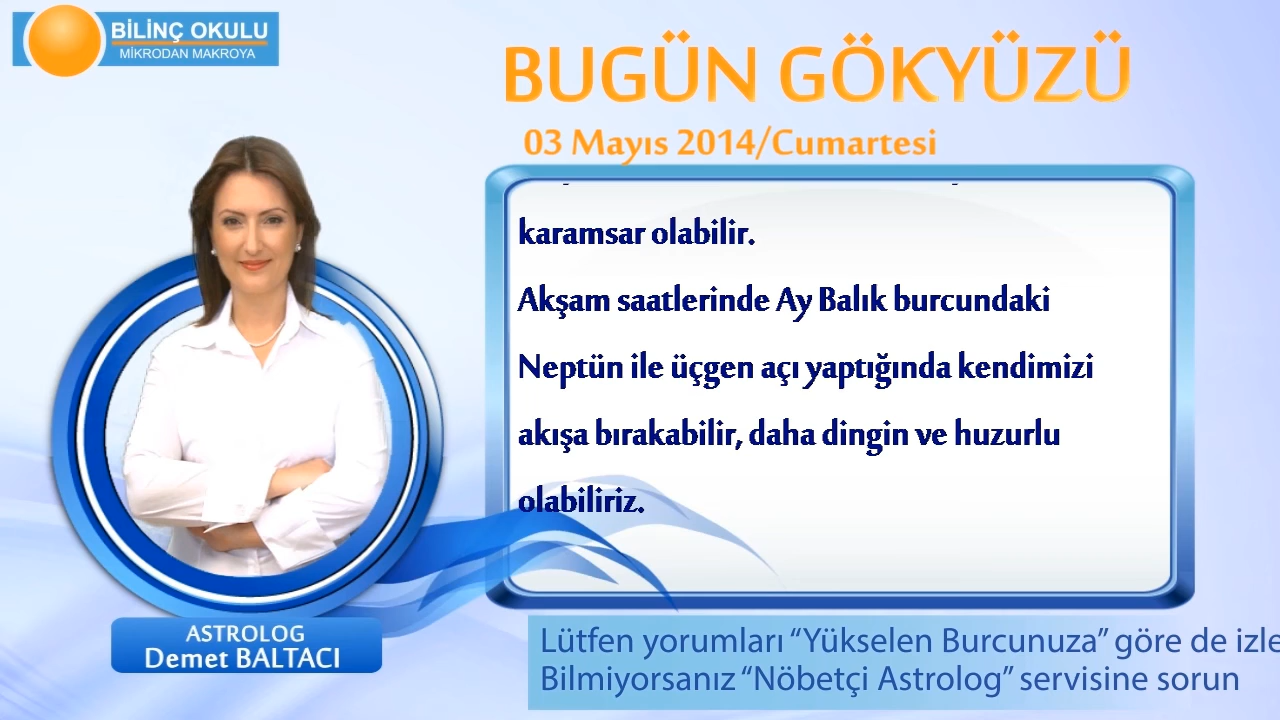 BİLİNÇ OKULU
MİKRODAN MAKROYA
BUGÜN GÖKYÜZÜ
03 Mayıs 2014/Cumartesi
karamsar olabilir.
Akşam saatlerinde Ay Balık burcundaki
Neptün ile üçgen açı yaptığında kendimizi
akışa bırakabilir, daha dingin ve huzurlu
olabiliriz.
ASTROLOG
Demet BALTACI
Lütfen yorumları “Yükselen Burcunuza” göre de izle
Bilmiyorsanız “Nöbetçi Astrolog” servisine sorun